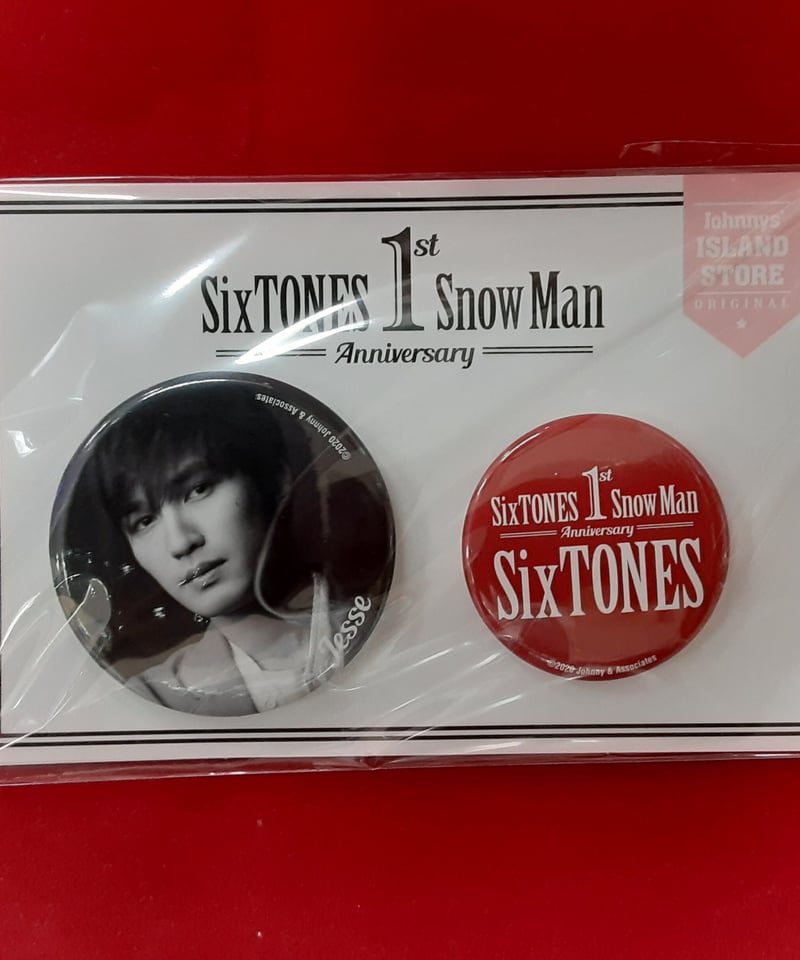 SixTONES 1st Snow Man
Anniversary
Johnnys'
ISLAND
STORE
ORIGINAL
©2020 Johnny & Associates
Jesse
SixTONES 1st Snow Man
Anniversary
SixTONES
©2020 Johnny & Associates